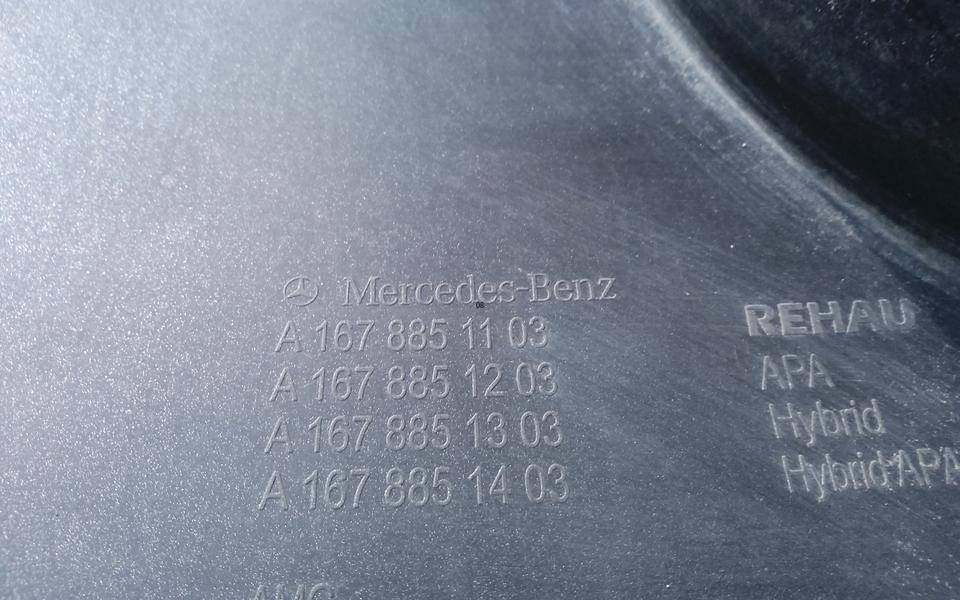 Mercedes-Benz
A 167 885 11 03
A 167 885 12 03
A 167 885 13 03
A 167 885 14 03
AMG
REHAU
APA
Hybrid
Hybrid+APA